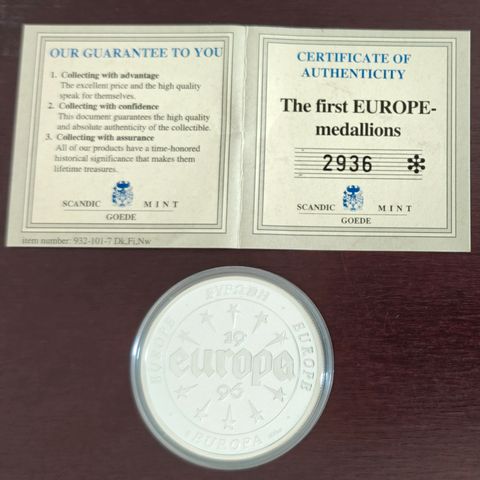 OUR GUARANTEE TO YOU
1. Collecting with advantage
The excellent price and the high quality
speak for themselves.
2. Collecting with confidence
This document guarantees the high quality
and absolute authenticity of the collectible.
3. Collecting with assurance
All of our products have a time-honored
historical significance that makes them
lifetime treasures.
SCANDIC MINT
GOEDE
item number: 932-101-7 Dk,Fi,Nw
CERTIFICATE OF
AUTHENTICITY
The first EUROPE-
medallions
2936 ✻
SCANDIC MINT
GOEDE
ΕΥΡΩΠΗ
EUROPE
EUROPE
19
europa
96
EUROPA